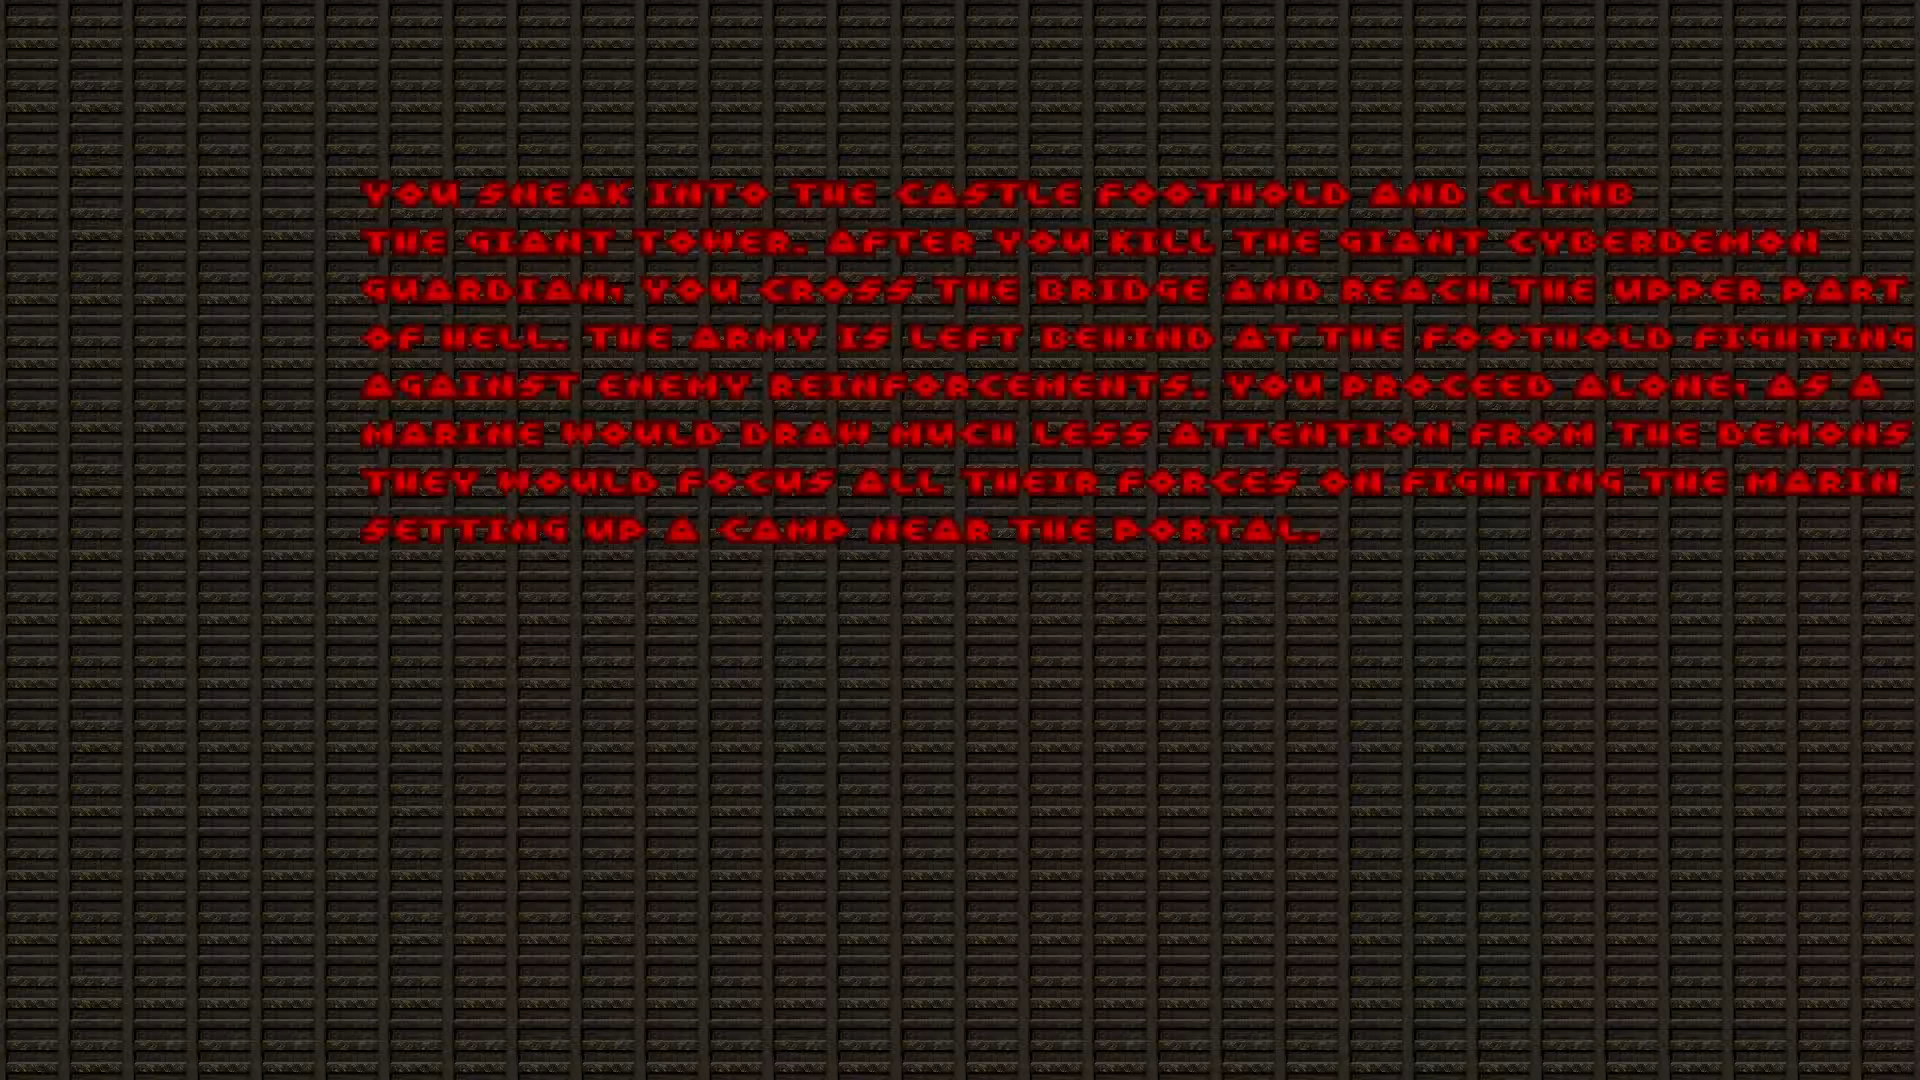 YOU SNEAK INTO THE CASTLE FOOTHOLD AND CLIMB
THE GIANT TOWER. AFTER YOU KILL THE GIANT CYBERDEMON
GUARDIAN, YOU CROSS THE BRIDGE AND REACH THE UPPER PART
OF HELL. THE ARMY IS LEFT BEHIND AT THE FOOTHOLD FIGHTING
AGAINST ENEMY REINFORCEMENTS. YOU PROCEED ALONE, AS A
MARINE WOULD DRAW MUCH LESS ATTENTION FROM THE DEMONS
THEY WOULD FOCUS ALL THEIR FORCES ON FIGHTING THE MARIN
SETTING UP A CAMP NEAR THE PORTAL.